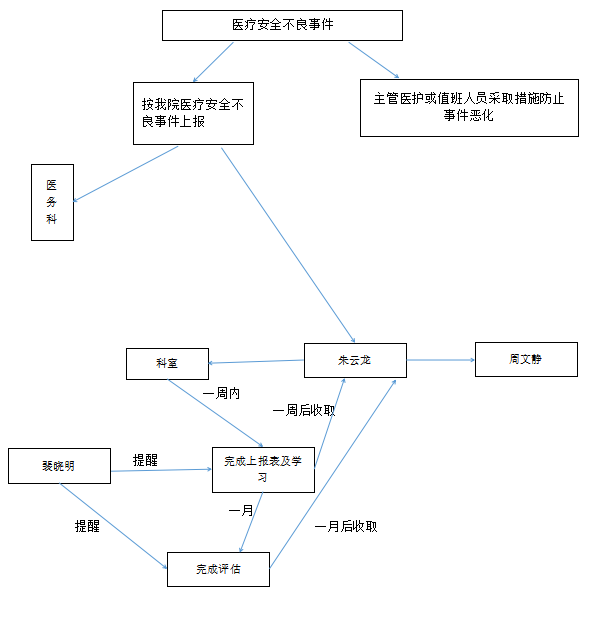 医疗安全不良事件
按我院医疗安全不
良事件上报
主管医护或值班人员采取措施防止
事件恶化
医
务
科
科室
朱云龙
周文静
一周内
一周后收取
裴晓明
提醒
完成上报表及学
习
一月
提醒
一月后收取
完成评估